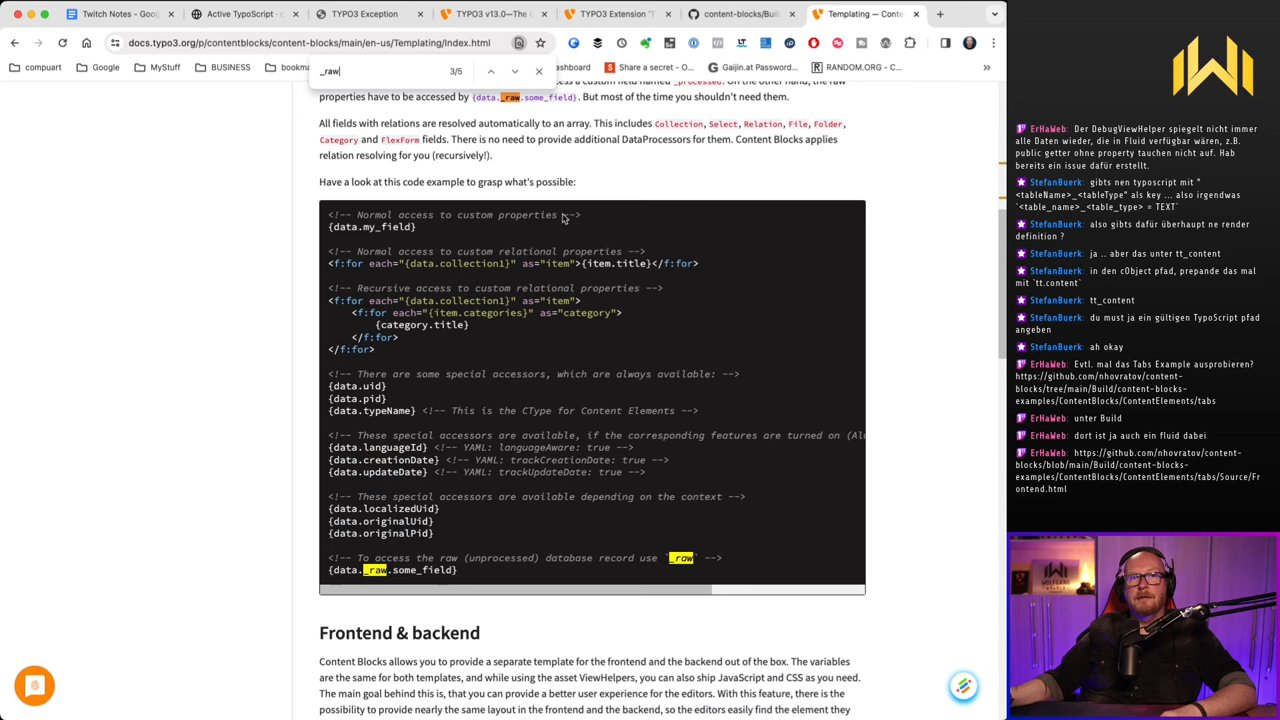 Twitch Notes – Goog
Active TypoScript - e
TYPO3 Exception
TYPO3 v13.0—The C
TYPO3 Extension "T
content-blocks/Buil
Templating — Conte
docs.typo3.org/p/contentblocks/content-blocks/main/en-us/Templating/Index.html
compuart
Google
MyStuff
BUSINESS
bookma
dashboard
Share a secret - O...
Gaijin.at Password...
RANDOM.ORG - C...
»
_raw
3/5
ess a custom field named _processed. On the other hand, the raw
properties have to be accessed by {data._raw.some_field}. But most of the time you shouldn't need them.
All fields with relations are resolved automatically to an array. This includes Collection, Select, Relation, File, Folder,
Category and FlexForm fields. There is no need to provide additional DataProcessors for them. Content Blocks applies
relation resolving for you (recursively!).
Have a look at this code example to grasp what's possible:
<!-- Normal access to custom properties -->
{data.my_field}
<!-- Normal access to custom relational properties -->
<f:for each="{data.collection1}" as="item">{item.title}</f:for>
<!-- Recursive access to custom relational properties -->
<f:for each="{data.collection1}" as="item">
<f:for each="{item.categories}" as="category">
{category.title}
</f:for>
</f:for>
<!-- There are some special accessors, which are always available: -->
{data.uid}
{data.pid}
{data.typeName} <!-- This is the CType for Content Elements -->
<!-- These special accessors are available, if the corresponding features are turned on (Al
{data.languageId} <!-- YAML: languageAware: true -->
{data.creationDate} <!-- YAML: trackCreationDate: true -->
{data.updateDate} <!-- YAML: trackUpdateDate: true -->
<!-- These special accessors are available depending on the context -->
{data.localizedUid}
{data.originalUid}
{data.originalPid}
<!-- To access the raw (unprocessed) database record use `_raw` -->
{data._raw.some_field}
Frontend & backend
Content Blocks allows you to provide a separate template for the frontend and the backend out of the box. The variables
are the same for both templates, and while using the asset ViewHelpers, you can also ship JavaScript and CSS as you need.
The main goal behind this is, that you can provide a better user experience for the editors. With this feature, there is the
possibility to provide nearly the same layout in the frontend and the backend, so the editors easily find the element they
ErHaWeb: Der DebugViewHelper spiegelt nicht immer
alle Daten wieder, die in Fluid verfügbar wären, z.B.
public getter ohne property tauchen nicht auf. Hab
bereits ein issue dafür erstellt.
StefanBuerk: gibts nen typoscript mit "
<tableName>_<tableType" als key ... also irgendwas
`<table_name>_<table_type> = TEXT`
StefanBuerk: also gibts dafür überhaupt ne render
definition ?
StefanBuerk: ja .. aber das unter tt_content
StefanBuerk: in den cObject pfad, prepande das mal
mit `tt.content`
StefanBuerk: tt_content
StefanBuerk: du must ja ein gültigen TypoScript pfad
angeben
StefanBuerk: ah okay
ErHaWeb: Evtl. mal das Tabs Example ausprobieren?
https://github.com/nhovratov/content-
blocks/tree/main/Build/content-blocks-
examples/ContentBlocks/ContentElements/tabs
ErHaWeb: unter Build
ErHaWeb: dort ist ja auch ein fluid dabei
ErHaWeb: https://github.com/nhovratov/content-
blocks/blob/main/Build/content-blocks-
examples/ContentBlocks/ContentElements/tabs/Source/Fr
ontend.html